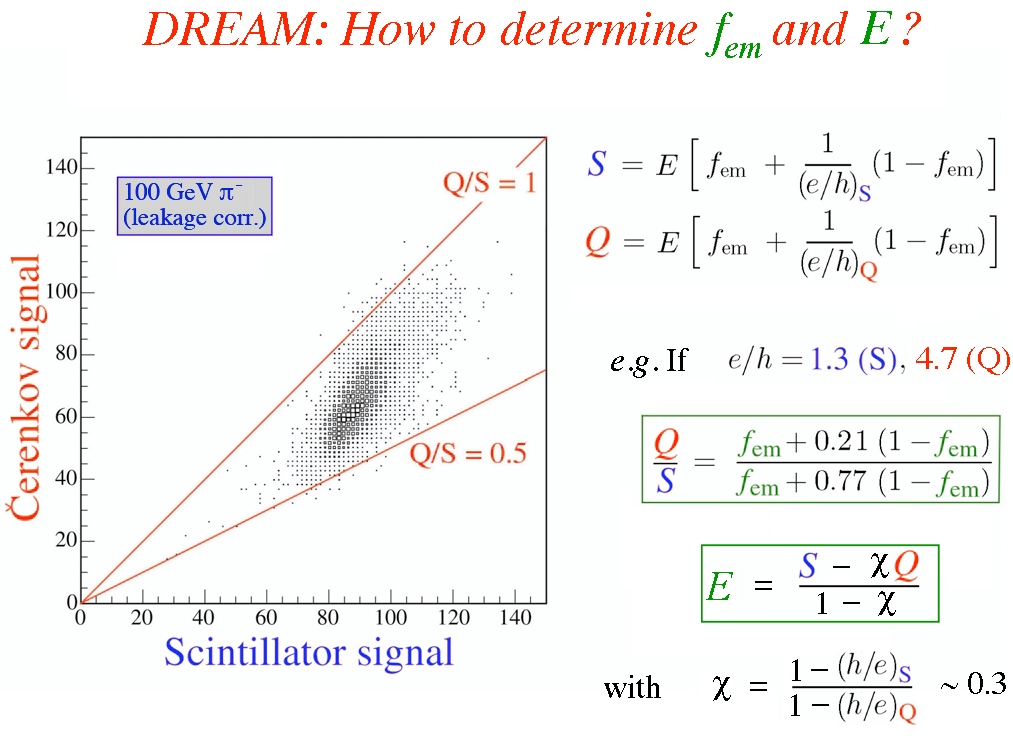 DREAM: How to determine fem and E ?
140
120
100
80
60
40
20
0
0 20 40 60 80 100 120 140
Čerenkov signal
Scintillator signal
100 GeV π⁻
(leakage corr.)
Q/S = 1
Q/S = 0.5
S = E [ fem + 1/(e/h)S (1 − fem) ]
Q = E [ fem + 1/(e/h)Q (1 − fem) ]
e.g. If e/h = 1.3 (S), 4.7 (Q)
Q/S = fem + 0.21 (1 − fem) / fem + 0.77 (1 − fem)
E = S − χQ / 1 − χ
with χ = 1 − (h/e)S / 1 − (h/e)Q ~ 0.3